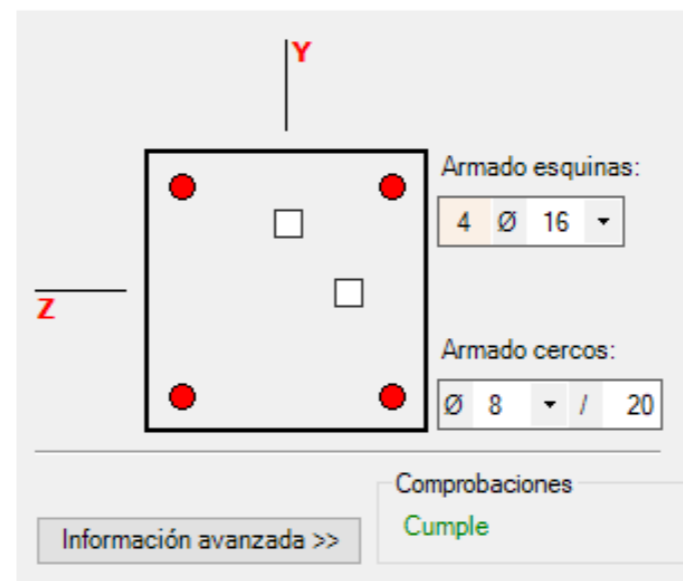 Y
Armado esquinas:
4 Ø 16
Z
Armado cercos:
Ø 8 / 20
Comprobaciones
Cumple
Información avanzada >>